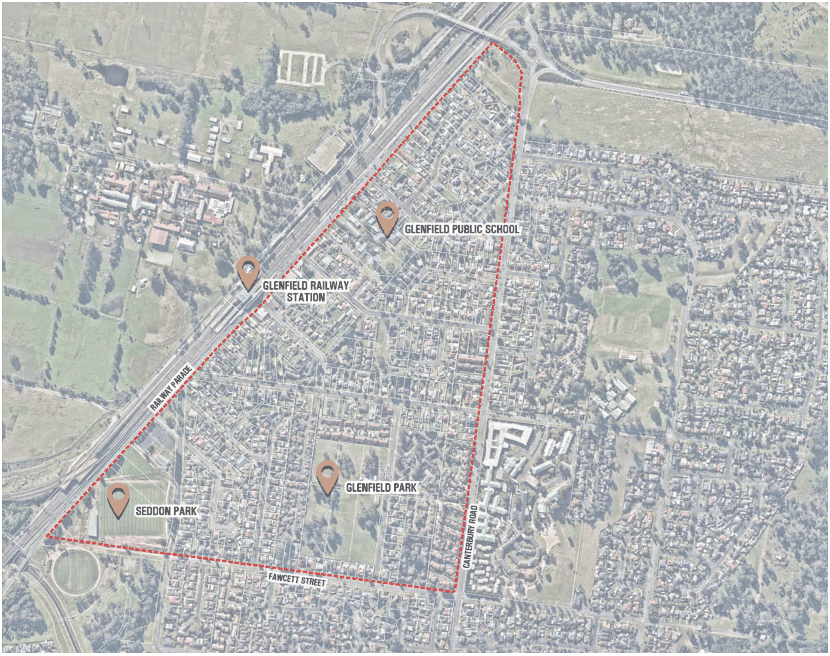 GLENFIELD PUBLIC SCHOOL
GLENFIELD RAILWAY
STATION
RAILWAY PARADE
GLENFIELD PARK
SEDDON PARK
CANTERBURY ROAD
FAWCETT STREET